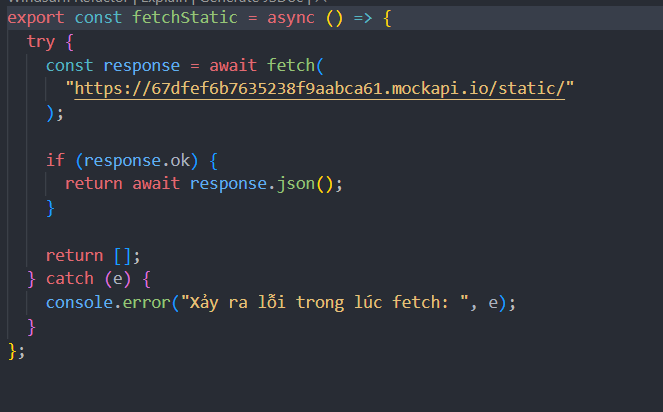 Windsurf: Refactor | Explain | Generate JSDoc | X
export const fetchStatic = async () => {
try {
const response = await fetch(
"https://67dfef6b7635238f9aabca61.mockapi.io/static/"
);
if (response.ok) {
return await response.json();
}
return [];
} catch (e) {
console.error("Xảy ra lỗi trong lúc fetch: ", e);
}
};